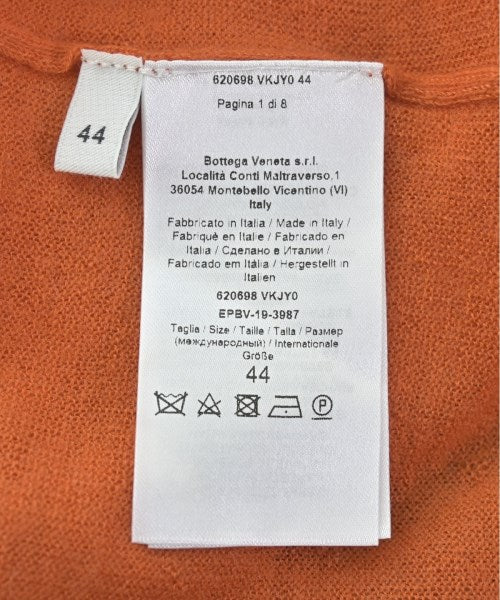 44
620698 VKJY0 44
Pagina 1 di 8
Bottega Veneta s.r.l.
Località Conti Maltraverso,1
36054 Montebello Vicentino (VI)
Italy
Fabbricato in Italia / Made in Italy /
Fabriqué en Italie / Fabricado en
Italia / Сделано в Италии /
Fabricado em Itália / Hergestellt in
Italien
620698 VKJY0
EPBV-19-3987
Taglia / Size / Taille / Talla / Размер
(международный) / Internationale
Größe
44
P